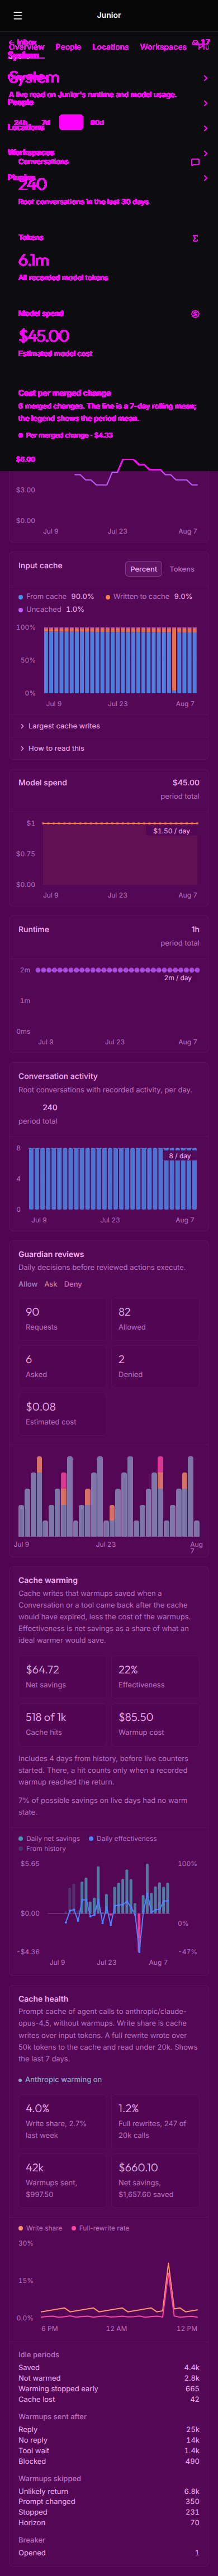 Junior
Inbox
17
Overview
People
Locations
Workspaces
System
System
A live read on Junior's runtime and model usage.
People
Locations
24h
7d
90d
Workspaces
Conversations
Plugins
240
Root conversations in the last 30 days
Tokens
Σ
6.1m
All recorded model tokens
Model spend
$45.00
Estimated model cost
Cost per merged change
6 merged changes. The line is a 7-day rolling mean;
the legend shows the period mean.
Per merged change · $4.33
$6.00
$3.00
$0.00
Jul 9 Jul 23 Aug 7
Input cache
Percent Tokens
From cache 90.0% Written to cache 9.0%
Uncached 1.0%
100%
50%
0%
Jul 9 Jul 23 Aug 7
Largest cache writes
How to read this
Model spend $45.00
period total
$1
$1.50 / day
$0.75
$0.00
Jul 9 Jul 23 Aug 7
Runtime 1h
period total
2m
2m / day
1m
0ms
Jul 9 Jul 23 Aug 7
Conversation activity
Root conversations with recorded activity, per day.
240
period total
8
8 / day
4
0
Jul 9 Jul 23 Aug 7
Guardian reviews
Daily decisions before reviewed actions execute.
Allow Ask Deny
90 82
Requests Allowed
6 2
Asked Denied
$0.08
Estimated cost
Jul 9 Jul 23 Aug
7
Cache warming
Cache writes that warmups saved when a
Conversation or a tool came back after the cache
would have expired, less the cost of the warmups.
Effectiveness is net savings as a share of what an
ideal warmer would save.
$64.72 22%
Net savings Effectiveness
518 of 1k $85.50
Cache hits Warmup cost
Includes 4 days from history, before live counters
started. There, a hit counts only when a recorded
warmup reached the return.
7% of possible savings on live days had no warm
state.
Daily net savings Daily effectiveness
From history
$5.65 100%
$0.00 0%
-$4.36 -47%
Jul 9 Jul 23 Aug 7
Cache health
Prompt cache of agent calls to anthropic/claude-
opus-4.5, without warmups. Write share is cache
writes over input tokens. A full rewrite wrote over
50k tokens to the cache and read under 20k. Shows
the last 7 days.
Anthropic warming on
4.0% 1.2%
Write share, 2.7% Full rewrites, 247 of
last week 20k calls
42k $660.10
Warmups sent, Net savings,
$997.50 $1,657.60 saved
Write share Full-rewrite rate
30%
15%
0.0%
6 PM 12 AM 12 PM
Idle periods
Saved 4.4k
Not warmed 2.8k
Warming stopped early 665
Cache lost 42
Warmups sent after
Reply 25k
No reply 14k
Tool wait 1.4k
Blocked 490
Warmups skipped
Unlikely return 6.8k
Prompt changed 350
Stopped 231
Horizon 70
Breaker
Opened 1